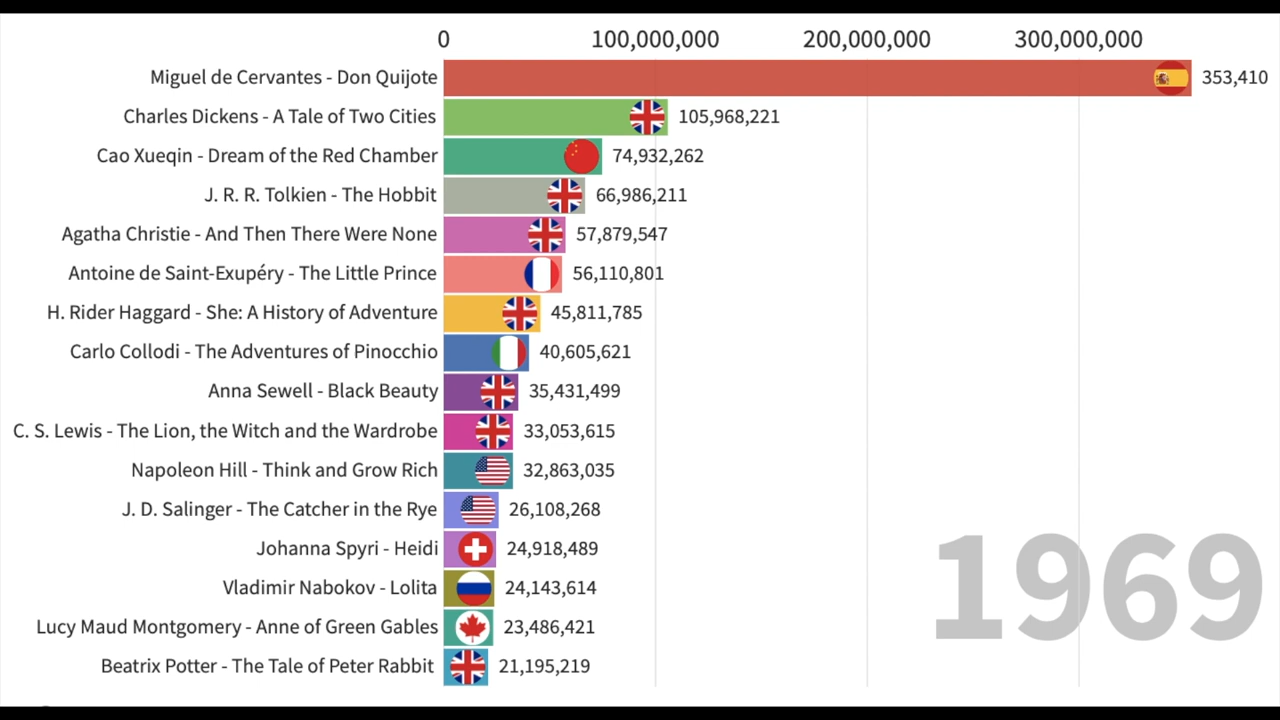 0 100,000,000 200,000,000 300,000,000
Miguel de Cervantes - Don Quijote 353,410
Charles Dickens - A Tale of Two Cities 105,968,221
Cao Xueqin - Dream of the Red Chamber 74,932,262
J. R. R. Tolkien - The Hobbit 66,986,211
Agatha Christie - And Then There Were None 57,879,547
Antoine de Saint-Exupéry - The Little Prince 56,110,801
H. Rider Haggard - She: A History of Adventure 45,811,785
Carlo Collodi - The Adventures of Pinocchio 40,605,621
Anna Sewell - Black Beauty 35,431,499
C. S. Lewis - The Lion, the Witch and the Wardrobe 33,053,615
Napoleon Hill - Think and Grow Rich 32,863,035
J. D. Salinger - The Catcher in the Rye 26,108,268
Johanna Spyri - Heidi 24,918,489
Vladimir Nabokov - Lolita 24,143,614
Lucy Maud Montgomery - Anne of Green Gables 23,486,421
Beatrix Potter - The Tale of Peter Rabbit 21,195,219
1969